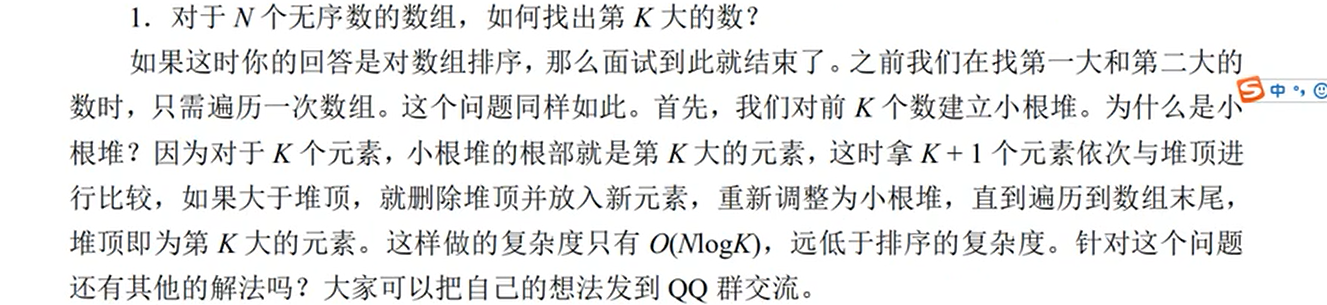 1．对于 N 个无序数的数组，如何找出第 K 大的数？
如果这时你的回答是对数组排序，那么面试到此就结束了。之前我们在找第一大和第二大的
数时，只需遍历一次数组。这个问题同样如此。首先，我们对前 K 个数建立小根堆。为什么是小
根堆？因为对于 K 个元素，小根堆的根部就是第 K 大的元素，这时拿 K + 1 个元素依次与堆顶进
行比较，如果大于堆顶，就删除堆顶并放入新元素，重新调整为小根堆，直到遍历到数组末尾，
堆顶即为第 K 大的元素。这样做的复杂度只有 O(NlogK)，远低于排序的复杂度。针对这个问题
还有其他的解法吗？大家可以把自己的想法发到 QQ 群交流。
S 中 °，